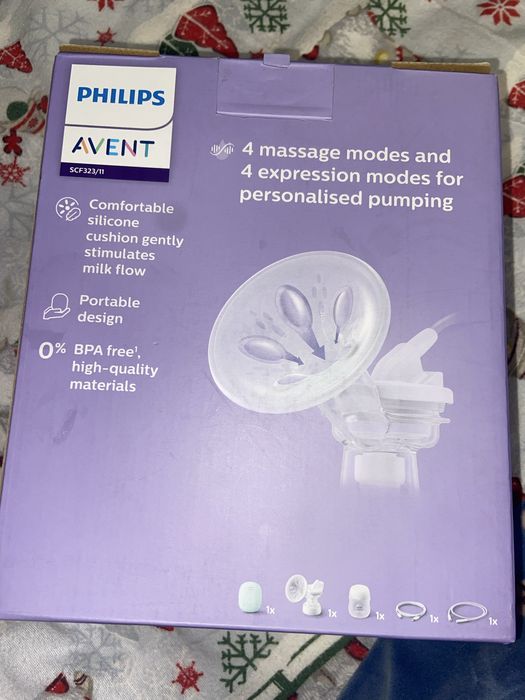 PHILIPS
AVENT
SCF323/11
4 massage modes and
4 expression modes for
personalised pumping
Comfortable
silicone
cushion gently
stimulates
milk flow
Portable
design
0% BPA free¹,
high-quality
materials
1x 1x 1x 1x 1x